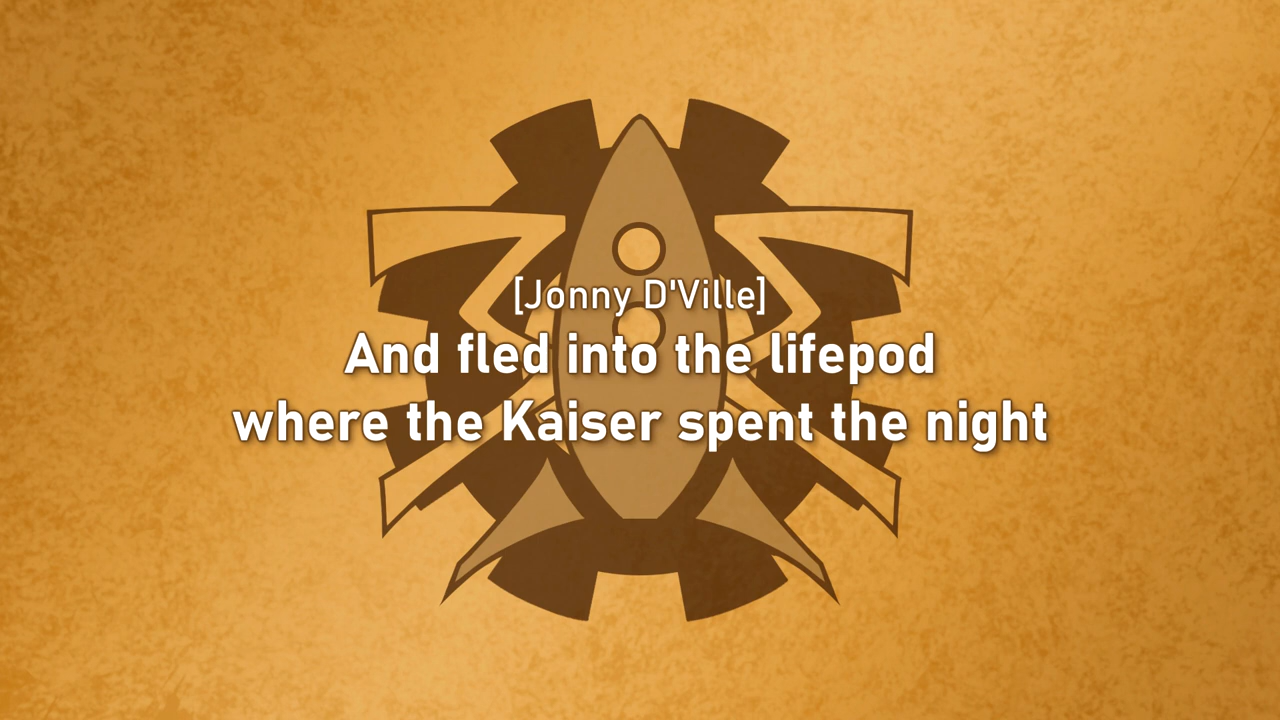 [Jonny D'Ville]
And fled into the lifepod
where the Kaiser spent the night